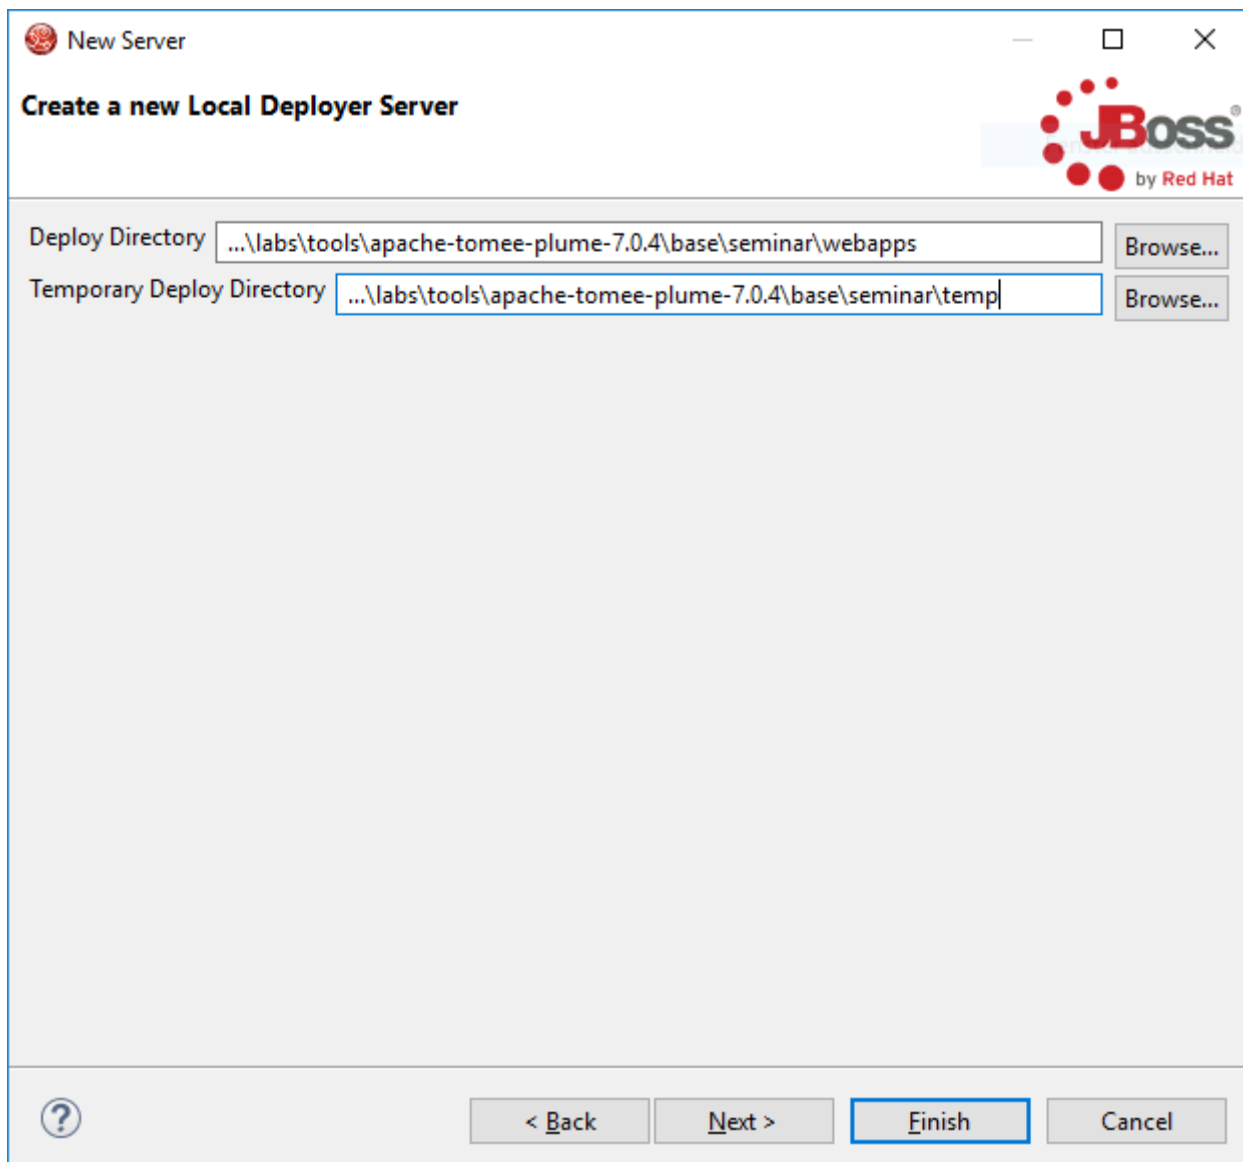 New Server
Create a new Local Deployer Server
JBoss®
by Red Hat
Deploy Directory ...\labs\tools\apache-tomee-plume-7.0.4\base\seminar\webapps Browse...
Temporary Deploy Directory ...\labs\tools\apache-tomee-plume-7.0.4\base\seminar\temp Browse...
? < Back Next > Finish Cancel